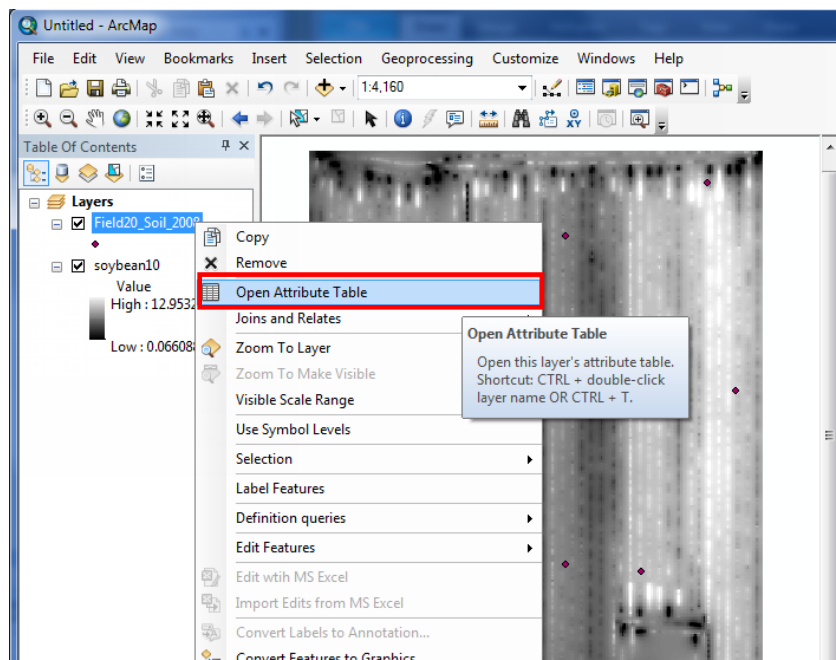 Untitled - ArcMap
File Edit View Bookmarks Insert Selection Geoprocessing Customize Windows Help
1:4,160
Table Of Contents
Layers
Field20_Soil_2008
soybean10
Value
High : 12.9532
Low : 0.06608
Copy
Remove
Open Attribute Table
Joins and Relates
Zoom To Layer
Zoom To Make Visible
Visible Scale Range
Use Symbol Levels
Selection
Label Features
Definition queries
Edit Features
Edit wtih MS Excel
Import Edits from MS Excel
Convert Labels to Annotation...
Convert Features to Graphics...
Open Attribute Table
Open this layer's attribute table.
Shortcut: CTRL + double-click
layer name OR CTRL + T.